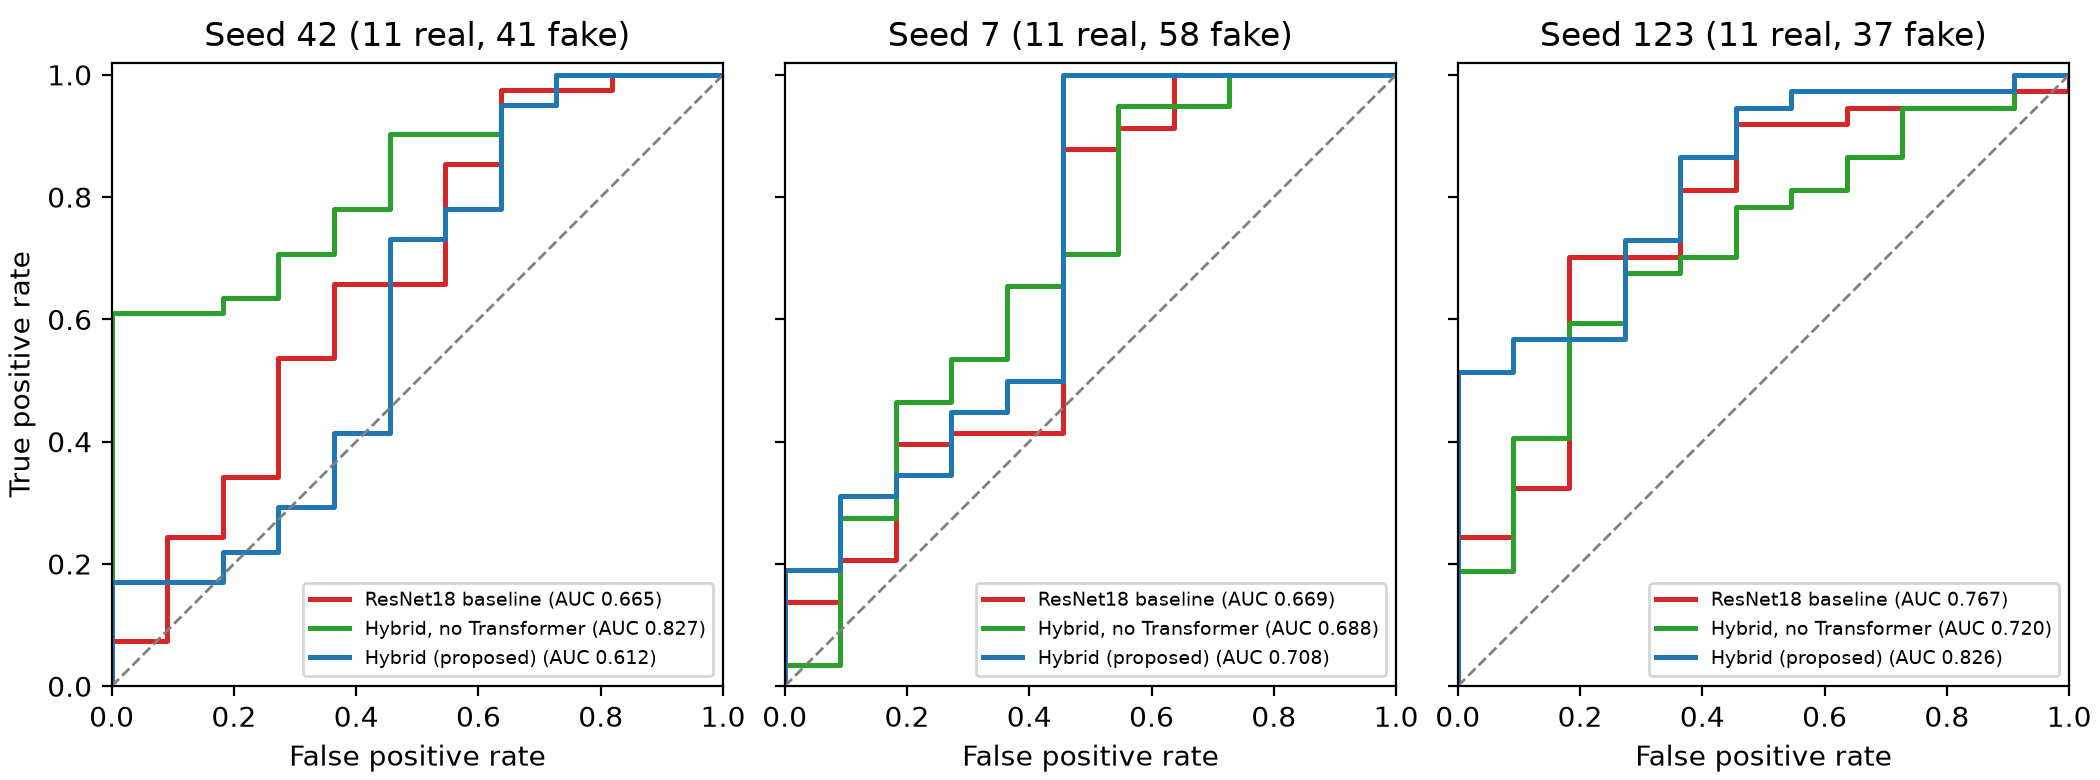 Seed 42 (11 real, 41 fake)
1.0
0.8
0.6
0.4
0.2
0.0
True positive rate
ResNet18 baseline (AUC 0.665)
Hybrid, no Transformer (AUC 0.827)
Hybrid (proposed) (AUC 0.612)
0.0 0.2 0.4 0.6 0.8 1.0
False positive rate
Seed 7 (11 real, 58 fake)
ResNet18 baseline (AUC 0.669)
Hybrid, no Transformer (AUC 0.688)
Hybrid (proposed) (AUC 0.708)
0.0 0.2 0.4 0.6 0.8 1.0
False positive rate
Seed 123 (11 real, 37 fake)
ResNet18 baseline (AUC 0.767)
Hybrid, no Transformer (AUC 0.720)
Hybrid (proposed) (AUC 0.826)
0.0 0.2 0.4 0.6 0.8 1.0
False positive rate